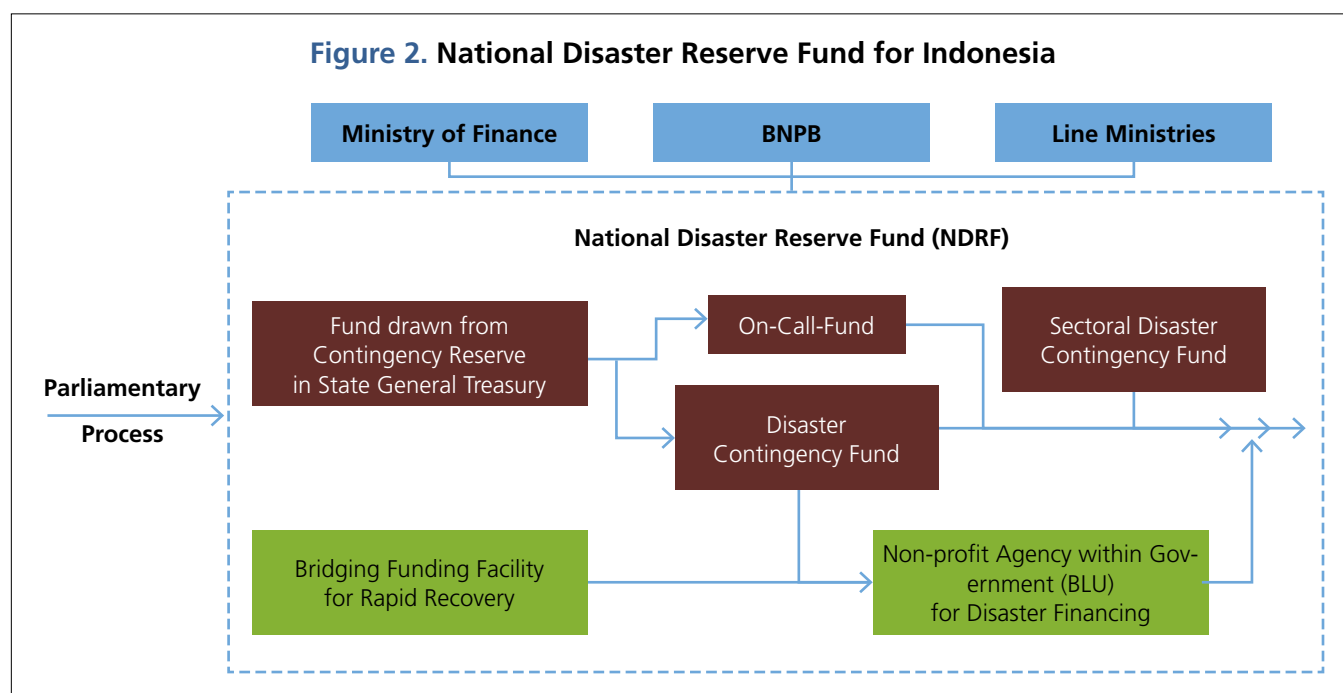 Figure 2. National Disaster Reserve Fund for Indonesia
Ministry of Finance
BNPB
Line Ministries
National Disaster Reserve Fund (NDRF)
Parliamentary
Process
Fund drawn from
Contingency Reserve
in State General Treasury
On-Call-Fund
Sectoral Disaster
Contingency Fund
Disaster
Contingency Fund
Bridging Funding Facility
for Rapid Recovery
Non-profit Agency within Gov-
ernment (BLU)
for Disaster Financing